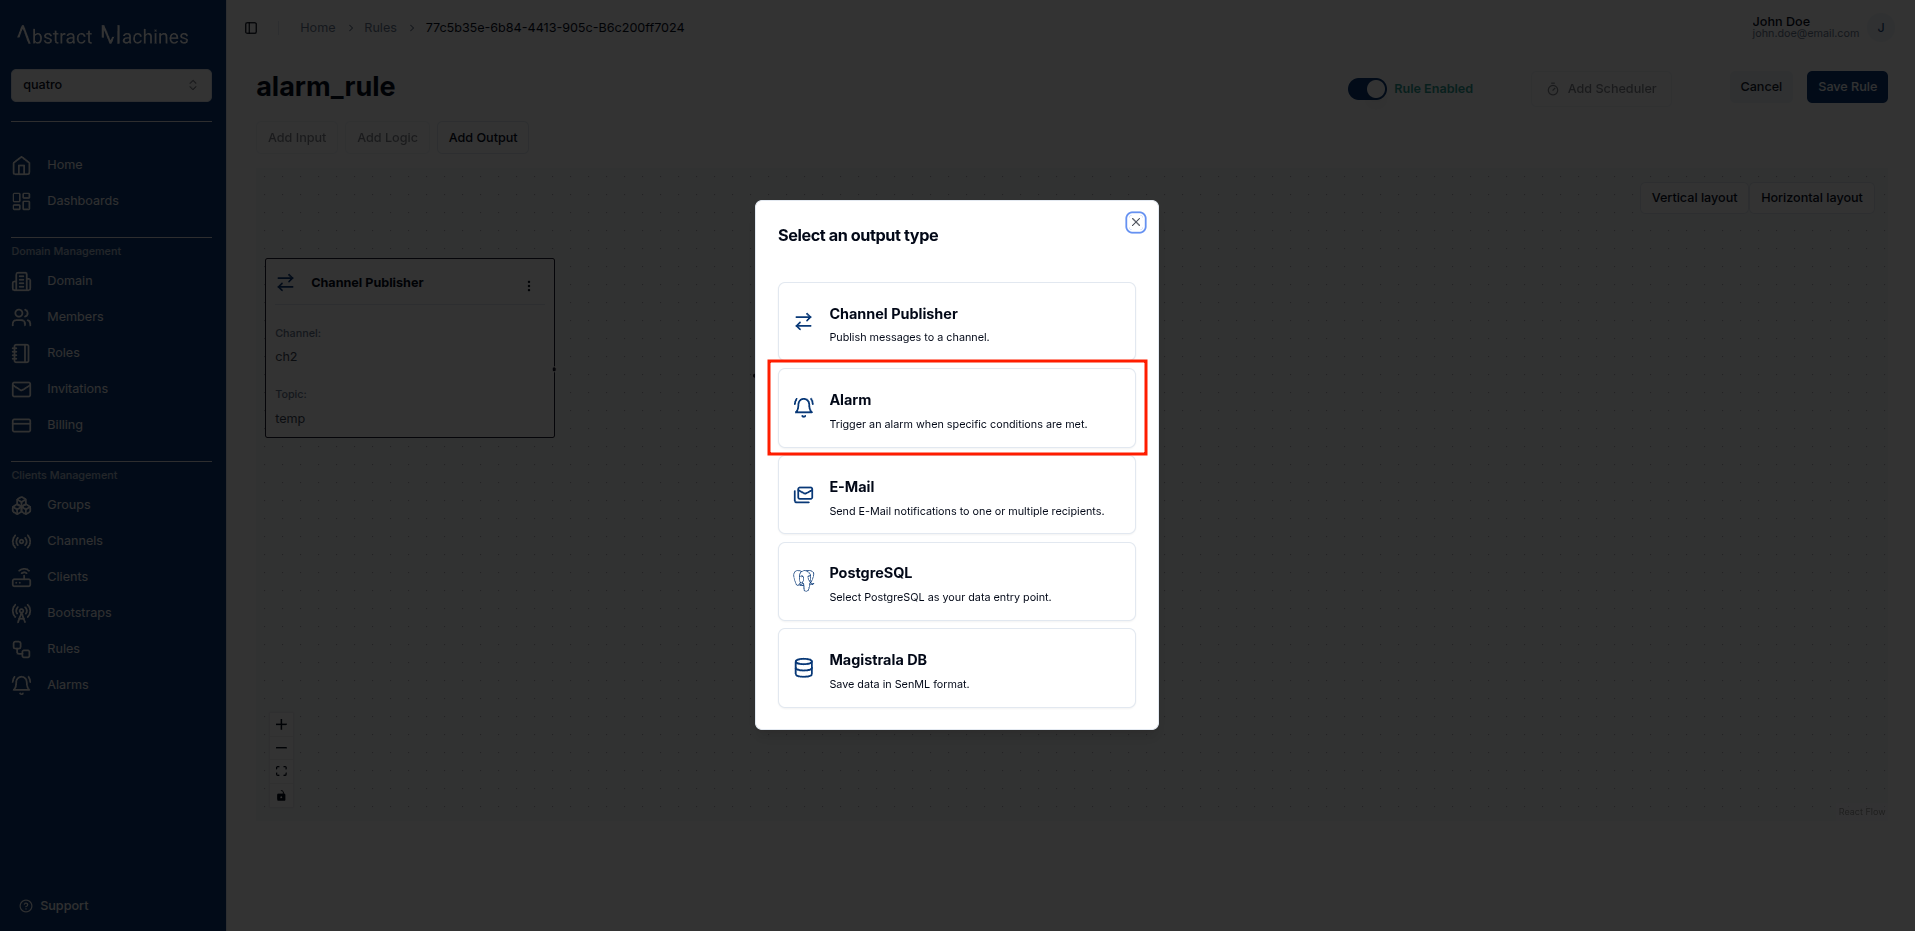 Abstract Machines
quatro
Home
Dashboards
Domain Management
Domain
Members
Roles
Invitations
Billing
Clients Management
Groups
Channels
Clients
Bootstraps
Rules
Alarms
Support
Home > Rules > 77c5b35e-6b84-4413-905c-B6c200ff7024
John Doe
john.doe@email.com
J
alarm_rule
Rule Enabled
Add Scheduler
Cancel
Save Rule
Add Input
Add Logic
Add Output
Vertical layout
Horizontal layout
Channel Publisher
Channel:
ch2
Topic:
temp
Select an output type
Channel Publisher
Publish messages to a channel.
Alarm
Trigger an alarm when specific conditions are met.
E-Mail
Send E-Mail notifications to one or multiple recipients.
PostgreSQL
Select PostgreSQL as your data entry point.
Magistrala DB
Save data in SenML format.
React Flow